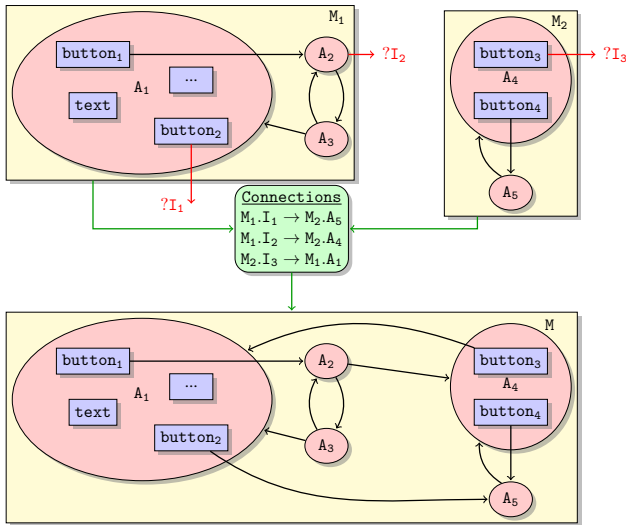 M₁
button₁
A₂
?I₂
A₁
...
text
button₂
A₃
?I₁
M₂
button₃
?I₃
A₄
button₄
A₅
Connections
M₁.I₁ → M₂.A₅
M₁.I₂ → M₂.A₄
M₂.I₃ → M₁.A₁
M
button₁
A₂
A₁
...
text
button₂
A₃
button₃
A₄
button₄
A₅